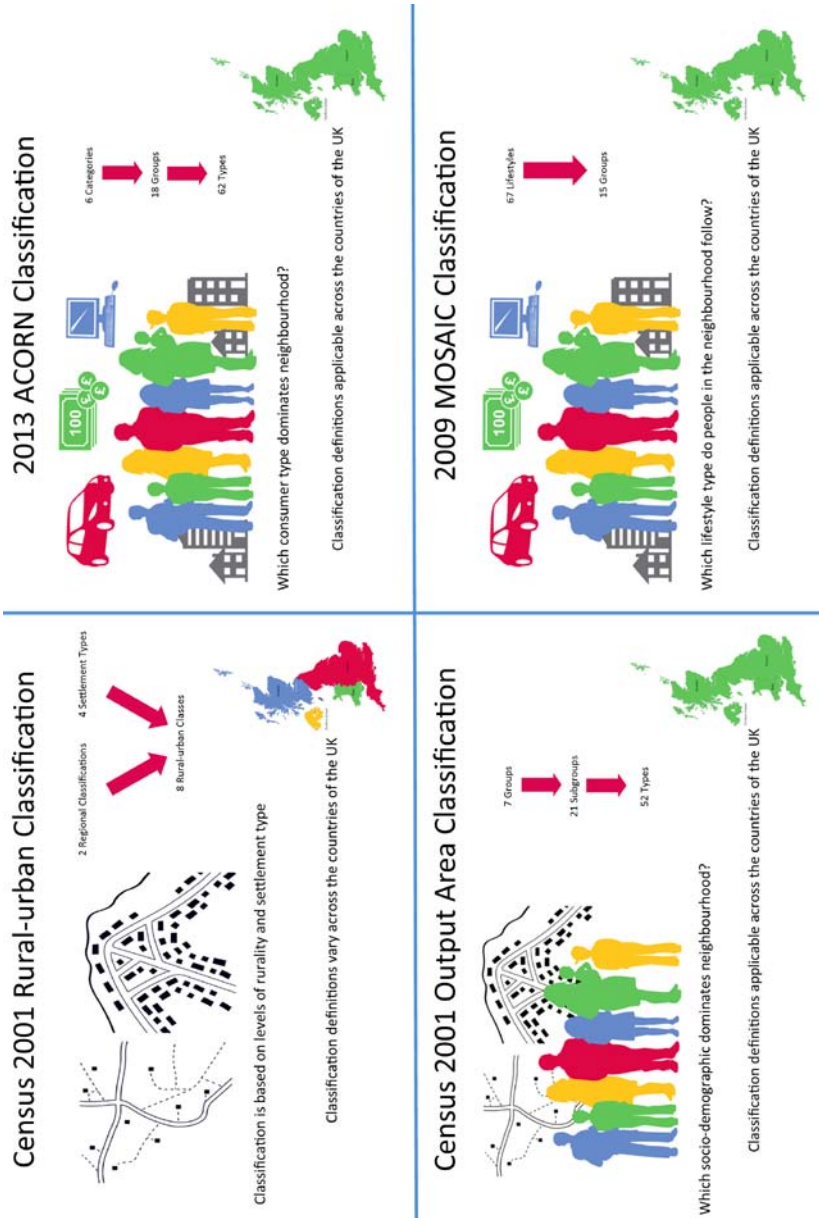 Census 2001 Rural-urban Classification
2 Regional Classifications
4 Settlement Types
8 Rural-urban Classes
Classification is based on levels of rurality and settlement type
Classification definitions vary across the countries of the UK
2013 ACORN Classification
100
£
£
£
6 Categories
18 Groups
62 Types
Which consumer type dominates neighbourhood?
Classification definitions applicable across the countries of the UK
Census 2001 Output Area Classification
7 Groups
21 Subgroups
52 Types
Which socio-demographic dominates neighbourhood?
Classification definitions applicable across the countries of the UK
2009 MOSAIC Classification
100
£
£
£
67 Lifestyles
15 Groups
Which lifestyle type do people in the neighbourhood follow?
Classification definitions applicable across the countries of the UK